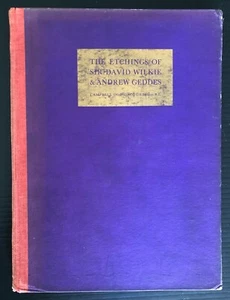 THE ETCHINGS OF
SIR DAVID WILKIE
& ANDREW GEDDES